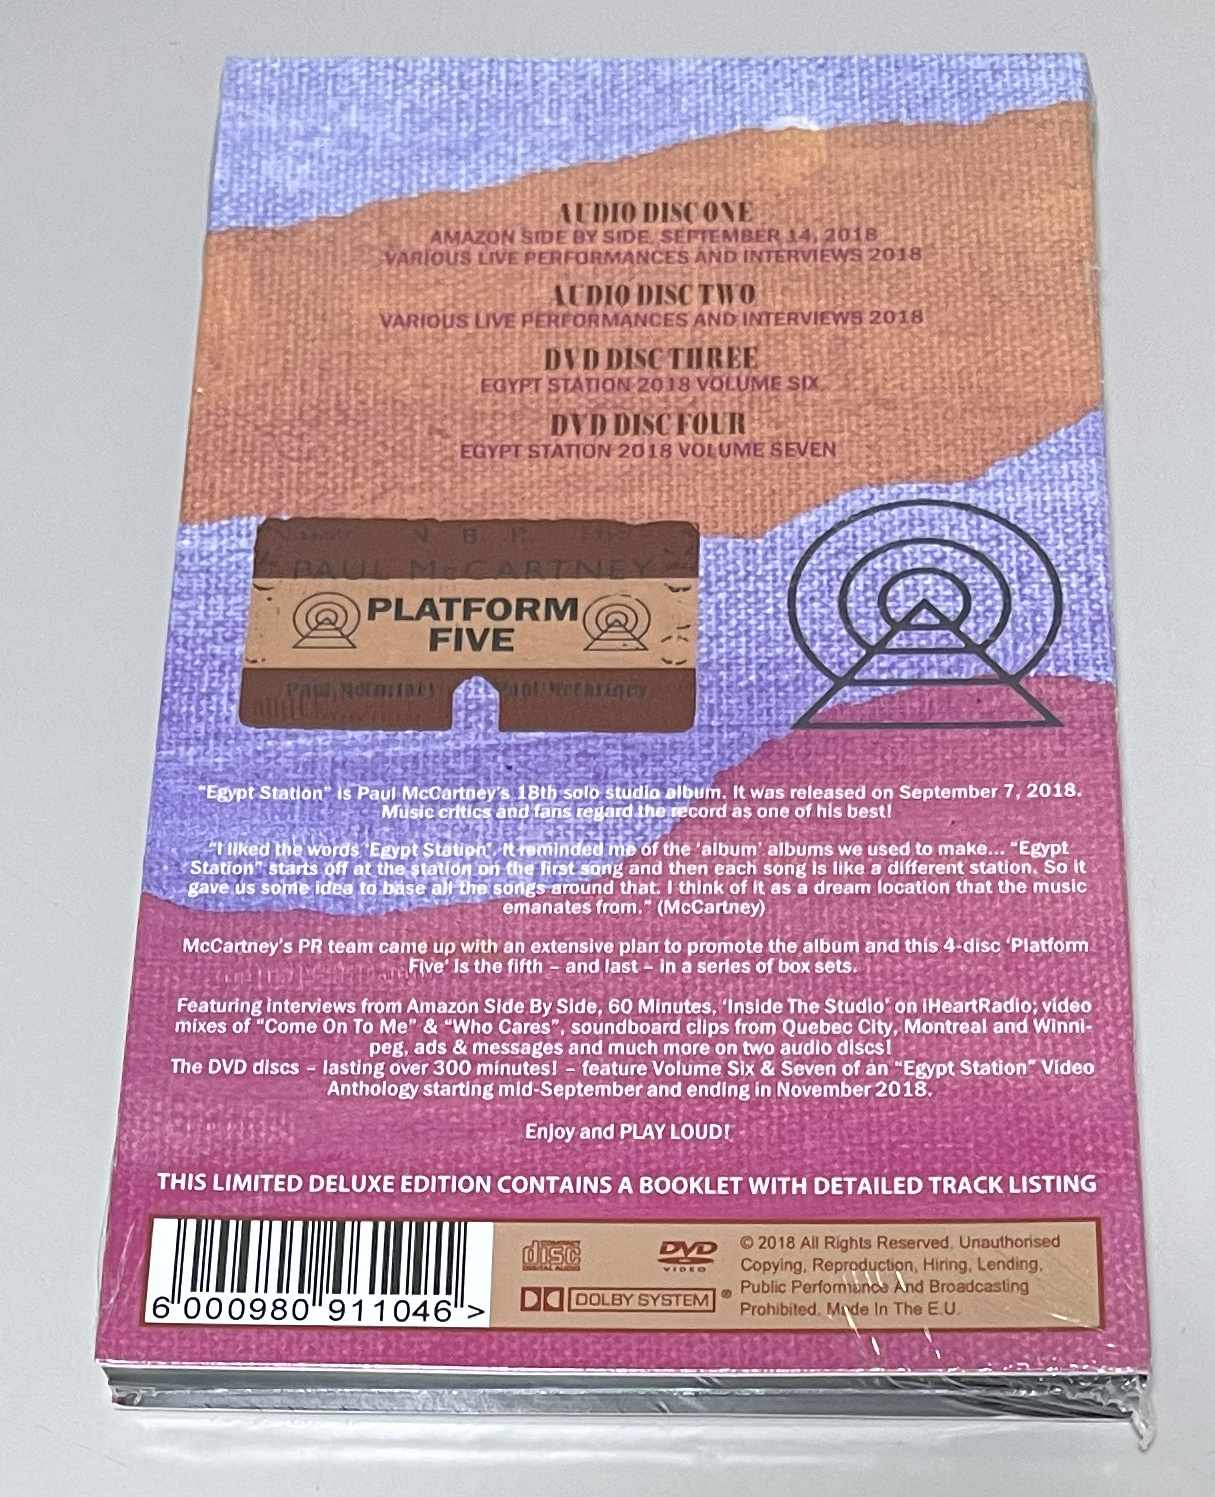 AUDIO DISC ONE
AMAZON SIDE BY SIDE, SEPTEMBER 14, 2018
VARIOUS LIVE PERFORMANCES AND INTERVIEWS 2018
AUDIO DISC TWO
VARIOUS LIVE PERFORMANCES AND INTERVIEWS 2018
DVD DISC THREE
EGYPT STATION 2018 VOLUME SIX
DVD DISC FOUR
EGYPT STATION 2018 VOLUME SEVEN
N B R
PAUL McCARTNEY
PLATFORM
FIVE
Paul McCartney Paul McCartney
“Egypt Station” is Paul McCartney’s 18th solo studio album. It was released on September 7, 2018.
Music critics and fans regard the record as one of his best!
“I liked the words ‘Egypt Station’. It reminded me of the ‘album’ albums we used to make... “Egypt
Station” starts off at the station on the first song and then each song is like a different station. So it
gave us some idea to base all the songs around that. I think of it as a dream location that the music
emanates from.” (McCartney)
McCartney’s PR team came up with an extensive plan to promote the album and this 4-disc ‘Platform
Five’ is the fifth – and last – in a series of box sets.
Featuring interviews from Amazon Side By Side, 60 Minutes, ‘Inside The Studio’ on iHeartRadio; video
mixes of “Come On To Me” & “Who Cares”, soundboard clips from Quebec City, Montreal and Winni-
peg, ads & messages and much more on two audio discs!
The DVD discs – lasting over 300 minutes! – feature Volume Six & Seven of an “Egypt Station” Video
Anthology starting mid-September and ending in November 2018.
Enjoy and PLAY LOUD!
THIS LIMITED DELUXE EDITION CONTAINS A BOOKLET WITH DETAILED TRACK LISTING
6 000980 911046 >
disc
DIGITAL AUDIO
DVD
VIDEO
DOLBY SYSTEM ®
© 2018 All Rights Reserved. Unauthorised
Copying, Reproduction, Hiring, Lending,
Public Performance And Broadcasting
Prohibited. Made In The E.U.